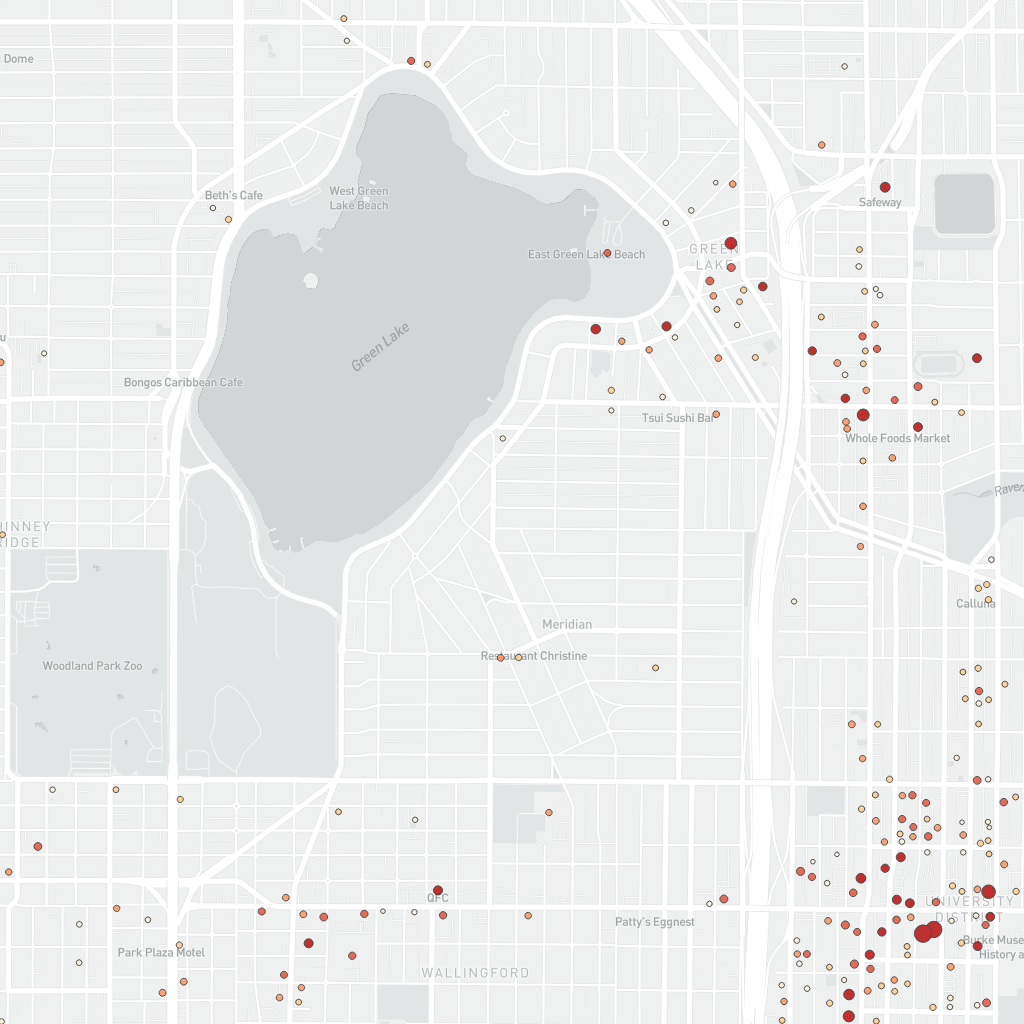 Dome
Beth's Cafe
West Green
Lake Beach
Safeway
East Green Lake Beach
GREEN
LAKE
Green Lake
Bongos Caribbean Cafe
Tsui Sushi Bar
Whole Foods Market
Raven
HINNEY
RIDGE
Calluna
Meridian
Restaurant Christine
Woodland Park Zoo
QFC
UNIVERSITY
DISTRICT
Patty's Eggnest
Park Plaza Motel
Burke Muse
History a
WALLINGFORD